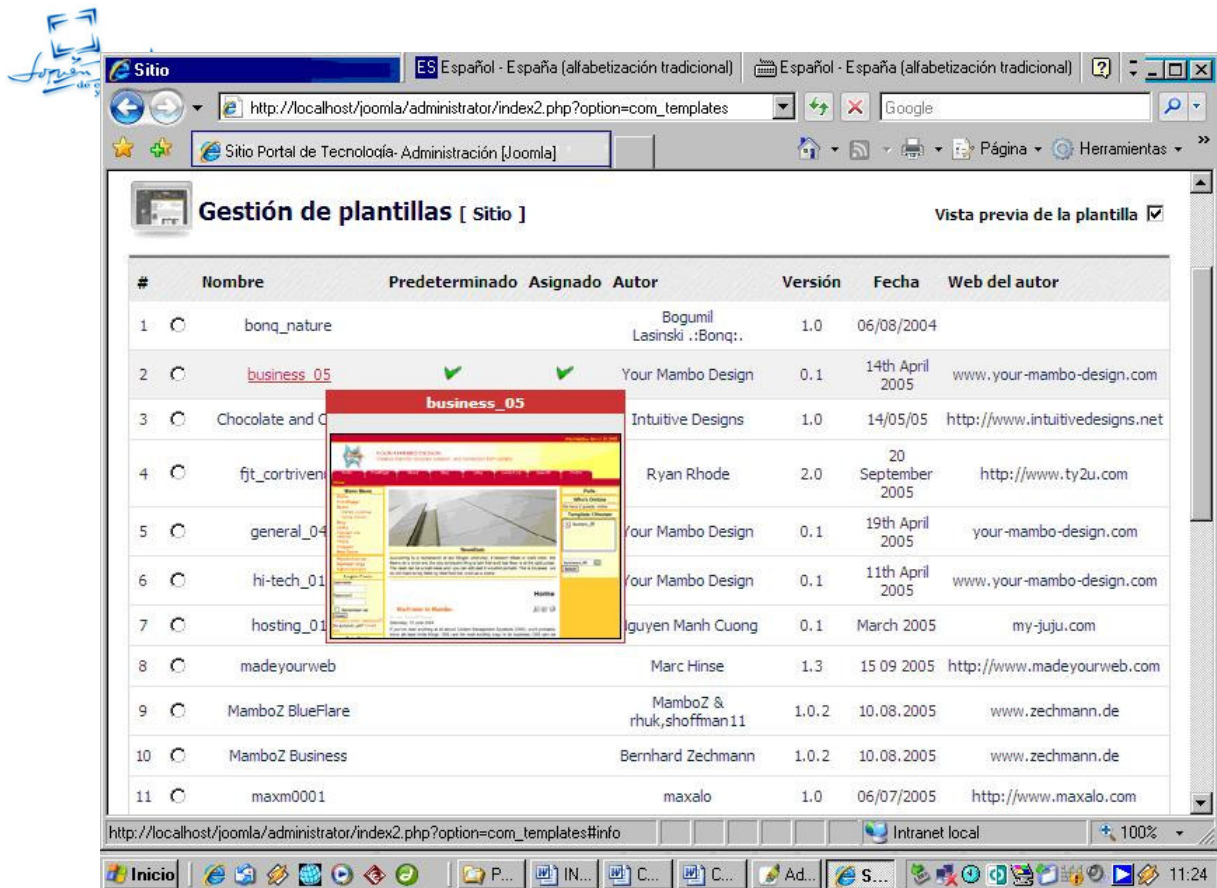 Sitio
ES Español - España (alfabetización tradicional)
Español - España (alfabetización tradicional)
http://localhost/joomla/administrator/index2.php?option=com_templates
Google
Sitio Portal de Tecnología- Administración [Joomla]
Página
Herramientas
Gestión de plantillas [ Sitio ]
Vista previa de la plantilla
# Nombre Predeterminado Asignado Autor Versión Fecha Web del autor
1 bonq_nature Bogumil Lasinski .:Bonq:. 1.0 06/08/2004
2 business_05 Your Mambo Design 0.1 14th April 2005 www.your-mambo-design.com
business_05
3 Chocolate and Intuitive Designs 1.0 14/05/05 http://www.intuitivedesigns.net
4 Ryan Rhode 2.0 20 September 2005 http://www.ty2u.com
5 general_04 Your Mambo Design 0.1 19th April 2005 your-mambo-design.com
6 hi-tech_01 Your Mambo Design 0.1 11th April 2005 www.your-mambo-design.com
7 hosting_01 guyen Manh Cuong 0.1 March 2005 my-juju.com
8 madeyourweb Marc Hinse 1.3 15 09 2005 http://www.madeyourweb.com
9 MamboZ BlueFlare MamboZ & rhuk,shoffman11 1.0.2 10.08.2005 www.zechmann.de
10 MamboZ Business Bernhard Zechmann 1.0.2 10.08.2005 www.zechmann.de
11 maxm0001 maxalo 1.0 06/07/2005 http://www.maxalo.com
http://localhost/joomla/administrator/index2.php?option=com_templates#info
Intranet local
100%
Inicio
P...
IN...
C...
C...
Ad...
S...
11:24